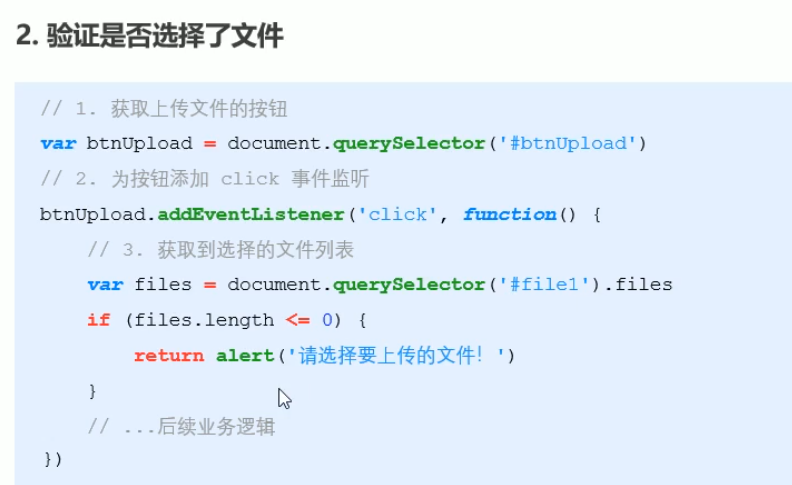 2. 验证是否选择了文件
// 1. 获取上传文件的按钮
var btnUpload = document.querySelector('#btnUpload')
// 2. 为按钮添加 click 事件监听
btnUpload.addEventListener('click', function() {
    // 3. 获取到选择的文件列表
    var files = document.querySelector('#file1').files
    if (files.length <= 0) {
        return alert('请选择要上传的文件！')
    }
    // ...后续业务逻辑
})